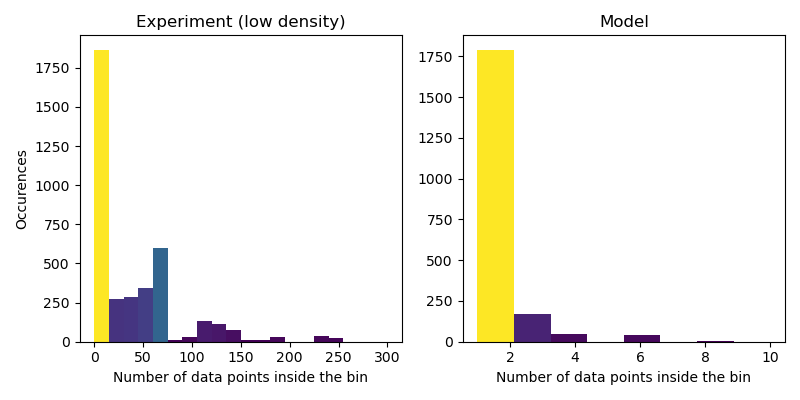 Experiment (low density)
Model
Occurences
1750
1500
1250
1000
750
500
250
0
0 50 100 150 200 250 300
Number of data points inside the bin
1750
1500
1250
1000
750
500
250
0
2 4 6 8 10
Number of data points inside the bin